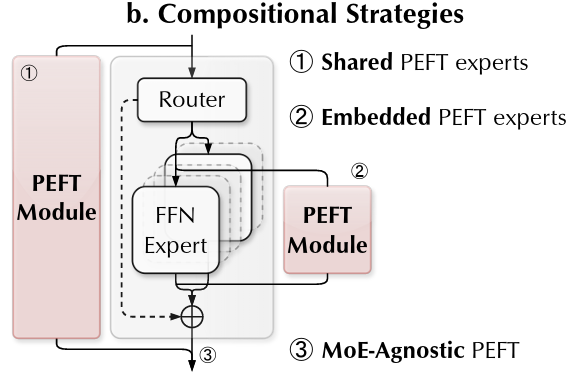 b. Compositional Strategies
① Shared PEFT experts
② Embedded PEFT experts
①
PEFT
Module
Router
FFN
Expert
②
PEFT
Module
③
③ MoE-Agnostic PEFT